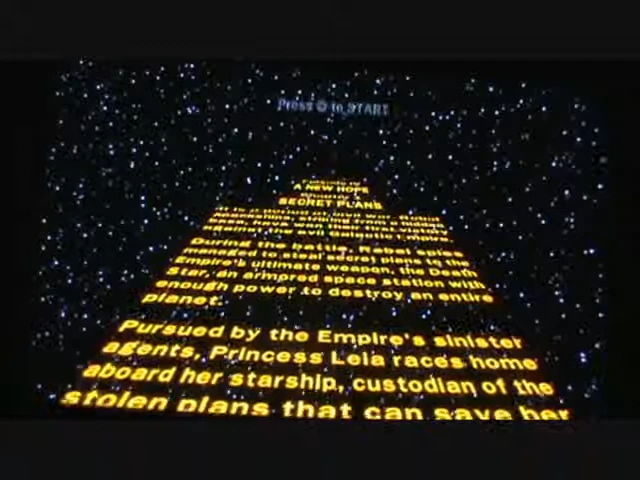 Press to START
A NEW HOPE
SECRET PLANS
During the battle, Rebel spies
managed to steal secret plans to the
Empire's ultimate weapon, the Death
Star, an armored space station with
enough power to destroy an entire
planet.
Pursued by the Empire's sinister
agents, Princess Leia races home
aboard her starship, custodian of the
stolen plans that can save her